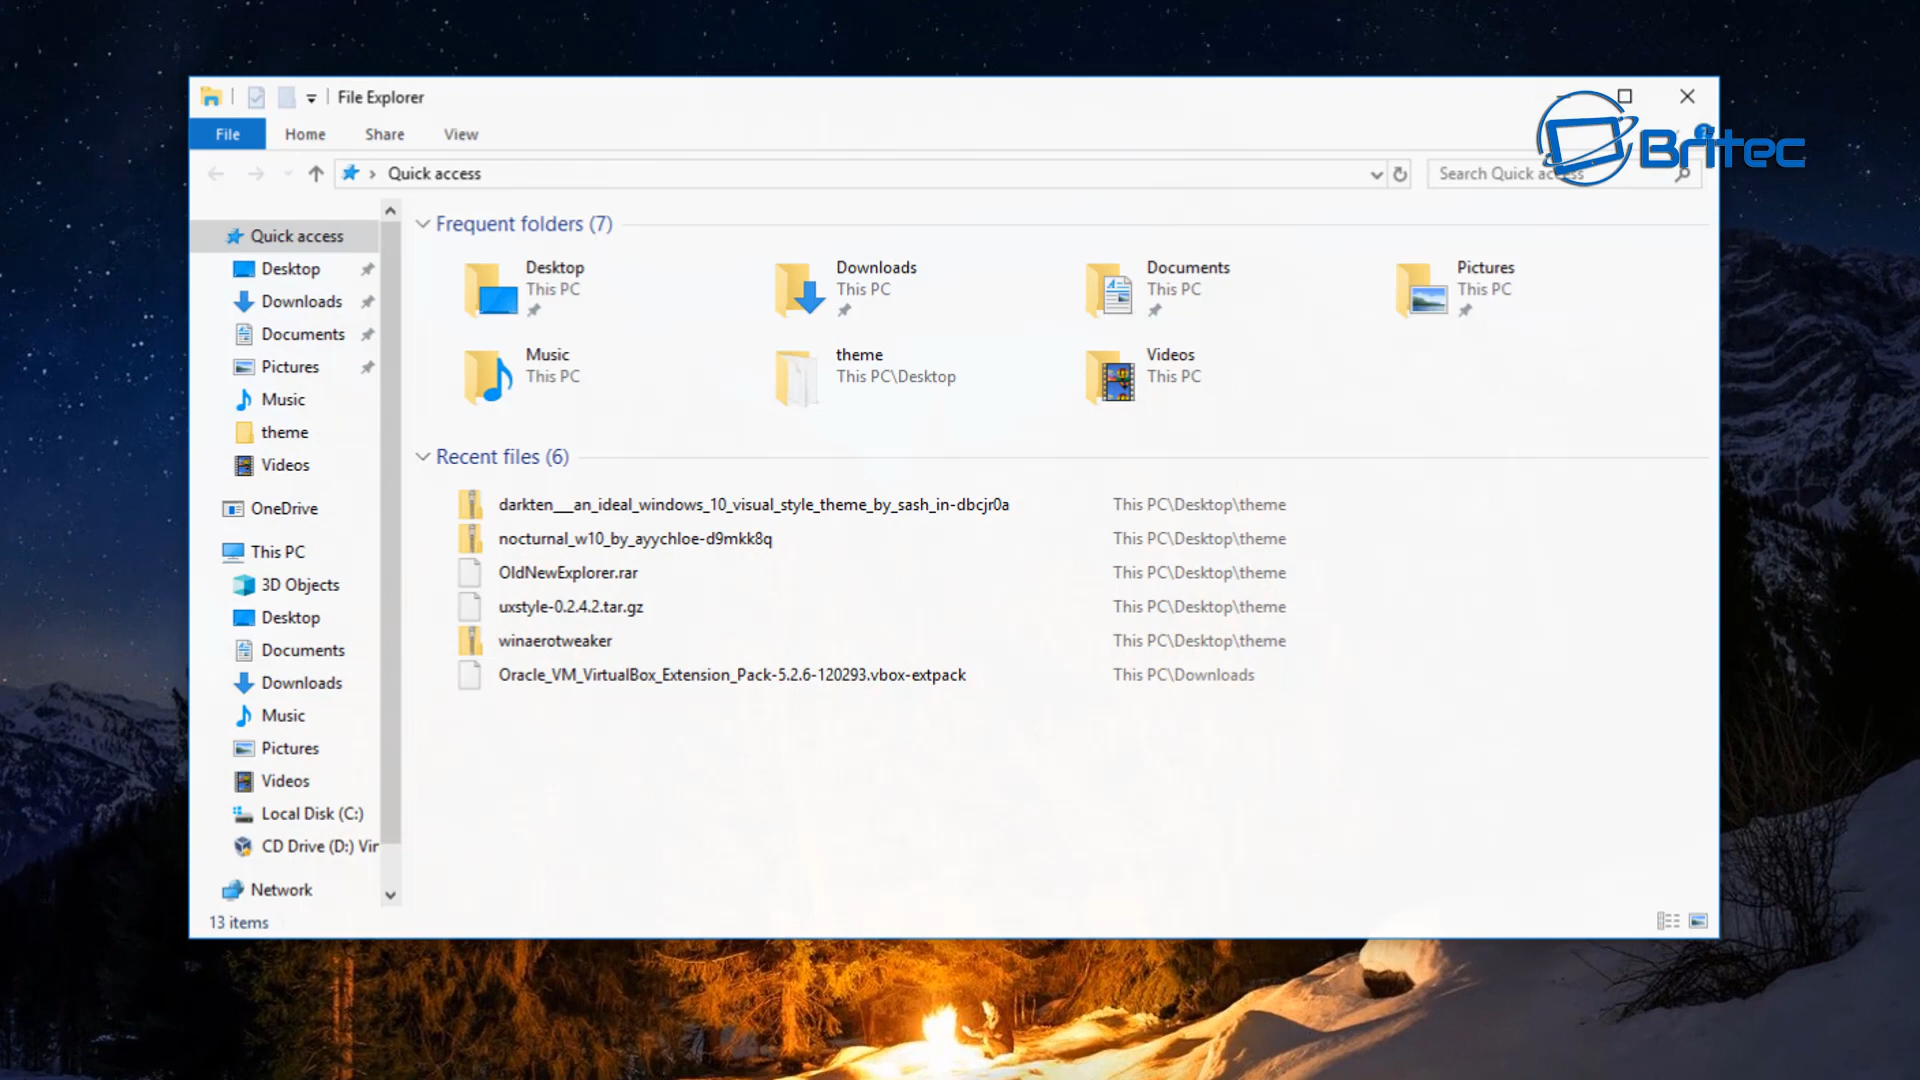 File Explorer
File Home Share View
Quick access
Search Quick access
Britec
Quick access
Desktop
Downloads
Documents
Pictures
Music
theme
Videos
OneDrive
This PC
3D Objects
Desktop
Documents
Downloads
Music
Pictures
Videos
Local Disk (C:)
CD Drive (D:) Vir
Network
Frequent folders (7)
Desktop
This PC
Downloads
This PC
Documents
This PC
Pictures
This PC
Music
This PC
theme
This PC\Desktop
Videos
This PC
Recent files (6)
darkten___an_ideal_windows_10_visual_style_theme_by_sash_in-dbcjr0a This PC\Desktop\theme
nocturnal_w10_by_ayychloe-d9mkk8q This PC\Desktop\theme
OldNewExplorer.rar This PC\Desktop\theme
uxstyle-0.2.4.2.tar.gz This PC\Desktop\theme
winaerotweaker This PC\Desktop\theme
Oracle_VM_VirtualBox_Extension_Pack-5.2.6-120293.vbox-extpack This PC\Downloads
13 items